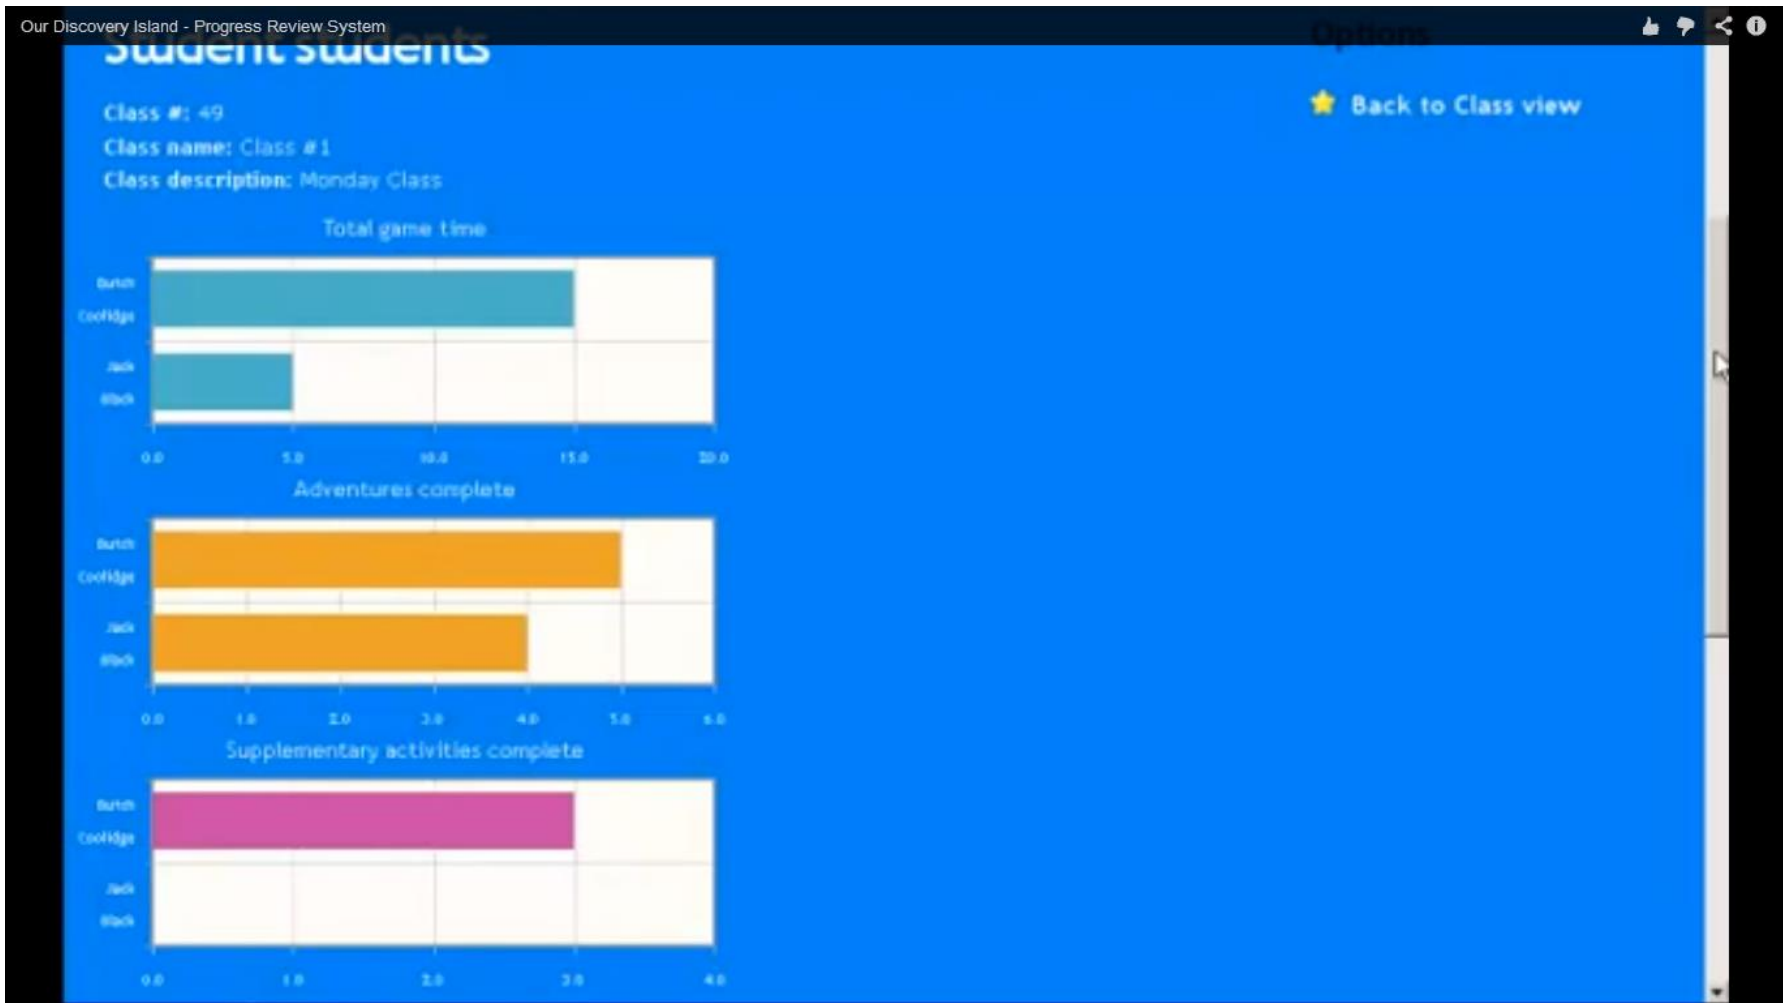 Our Discovery Island - Progress Review System
Student students
Options
Class #: 49
Back to Class view
Class name: Class #1
Class description: Monday Class
Total game time
Butch
Coolidge
Jack
Black
0.0 5.0 10.0 15.0 20.0
Adventures complete
Butch
Coolidge
Jack
Black
0.0 1.0 2.0 3.0 4.0 5.0 6.0
Supplementary activities complete
Butch
Coolidge
Jack
Black
0.0 1.0 2.0 3.0 4.0